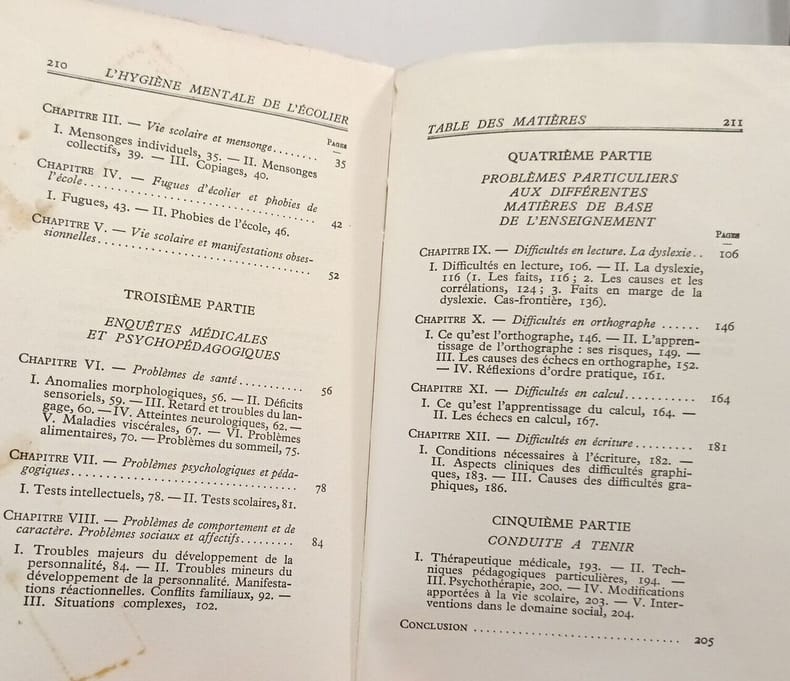 210 L'HYGIÈNE MENTALE DE L'ÉCOLIER
CHAPITRE III. — Vie scolaire et mensonge........ 35
Pages
I. Mensonges individuels, 35. — II. Mensonges
collectifs, 39. — III. Copiages, 40.
CHAPITRE IV. — Fugues d'écolier et phobies de
l'école.................................... 42
I. Fugues, 43. — II. Phobies de l'école, 46.
CHAPITRE V. — Vie scolaire et manifestations obses-
sionnelles................................. 52
TROISIÈME PARTIE
ENQUÊTES MÉDICALES
ET PSYCHOPÉDAGOGIQUES
CHAPITRE VI. — Problèmes de santé........... 56
I. Anomalies morphologiques, 56. — II. Déficits
sensoriels, 59. — III. Retard et troubles du lan-
gage, 60. — IV. Atteintes neurologiques, 62. —
V. Maladies viscérales, 67. — VI. Problèmes
alimentaires, 70. — Problèmes du sommeil, 75.
CHAPITRE VII. — Problèmes psychologiques et péda-
gogiques.................................... 78
I. Tests intellectuels, 78. — II. Tests scolaires, 81.
CHAPITRE VIII. — Problèmes de comportement et de
caractère. Problèmes sociaux et affectifs......... 84
I. Troubles majeurs du développement de la
personnalité, 84. — II. Troubles mineurs du
développement de la personnalité. Manifesta-
tions réactionnelles. Conflits familiaux, 92. —
III. Situations complexes, 102.
TABLE DES MATIÈRES 211
QUATRIÈME PARTIE
PROBLÈMES PARTICULIERS
AUX DIFFÉRENTES
MATIÈRES DE BASE
DE L'ENSEIGNEMENT
Pages
CHAPITRE IX. — Difficultés en lecture. La dyslexie.. 106
I. Difficultés en lecture, 106. — II. La dyslexie,
116 (1. Les faits, 116 ; 2. Les causes et les
corrélations, 124 ; 3. Faits en marge de la
dyslexie. Cas-frontière, 136).
CHAPITRE X. — Difficultés en orthographe ...... 146
I. Ce qu'est l'orthographe, 146. — II. L'appren-
tissage de l'orthographe : ses risques, 149. —
III. Les causes des échecs en orthographe, 152.
— IV. Réflexions d'ordre pratique, 161.
CHAPITRE XI. — Difficultés en calcul........... 164
I. Ce qu'est l'apprentissage du calcul, 164. —
II. Les échecs en calcul, 167.
CHAPITRE XII. — Difficultés en écriture......... 181
I. Conditions nécessaires à l'écriture, 182. —
II. Aspects cliniques des difficultés graphi-
ques, 183. — III. Causes des difficultés gra-
phiques, 186.
CINQUIÈME PARTIE
CONDUITE A TENIR
I. Thérapeutique médicale, 193. — II. Tech-
niques pédagogiques particulières, 194. —
III. Psychothérapie, 200. — IV. Modifications
apportées à la vie scolaire, 203. — V. Inter-
ventions dans le domaine social, 204.
CONCLUSION ................................ 205